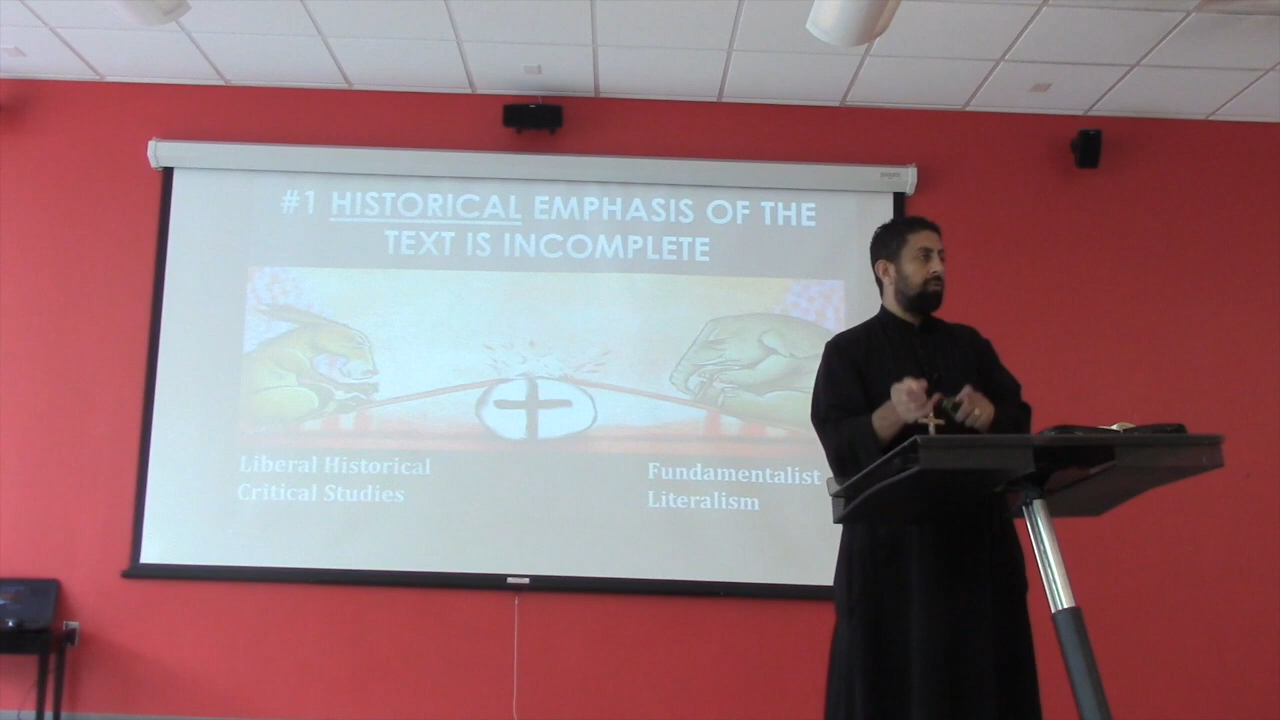 #1 HISTORICAL EMPHASIS OF THE
TEXT IS INCOMPLETE
Liberal Historical
Critical Studies
Fundamentalist
Literalism